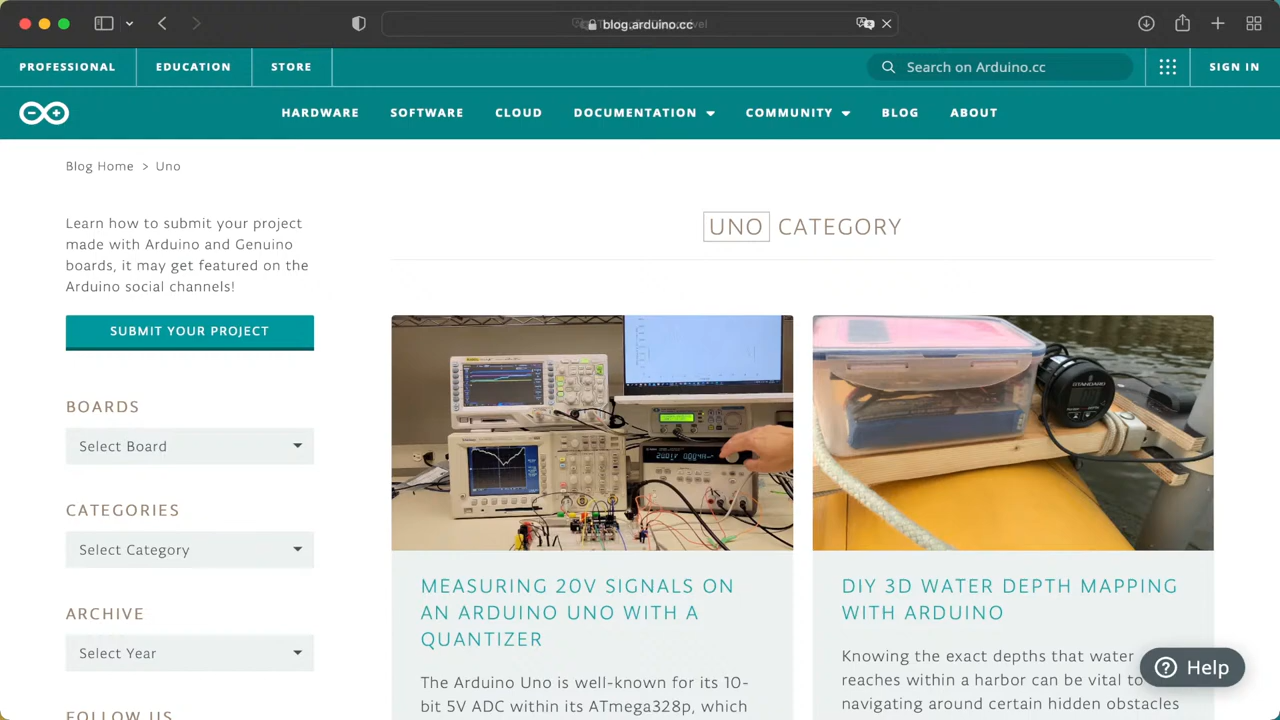 blog.arduino.cc
PROFESSIONAL
EDUCATION
STORE
Search on Arduino.cc
SIGN IN
HARDWARE
SOFTWARE
CLOUD
DOCUMENTATION
COMMUNITY
BLOG
ABOUT
Blog Home > Uno
Learn how to submit your project
made with Arduino and Genuino
boards, it may get featured on the
Arduino social channels!
SUBMIT YOUR PROJECT
BOARDS
Select Board
CATEGORIES
Select Category
ARCHIVE
Select Year
FOLLOW US
UNO CATEGORY
MEASURING 20V SIGNALS ON
AN ARDUINO UNO WITH A
QUANTIZER
The Arduino Uno is well-known for its 10-
bit 5V ADC within its ATmega328p, which
STANDARD
DIY 3D WATER DEPTH MAPPING
WITH ARDUINO
Knowing the exact depths that water
reaches within a harbor can be vital to
navigating around certain hidden obstacles
Help